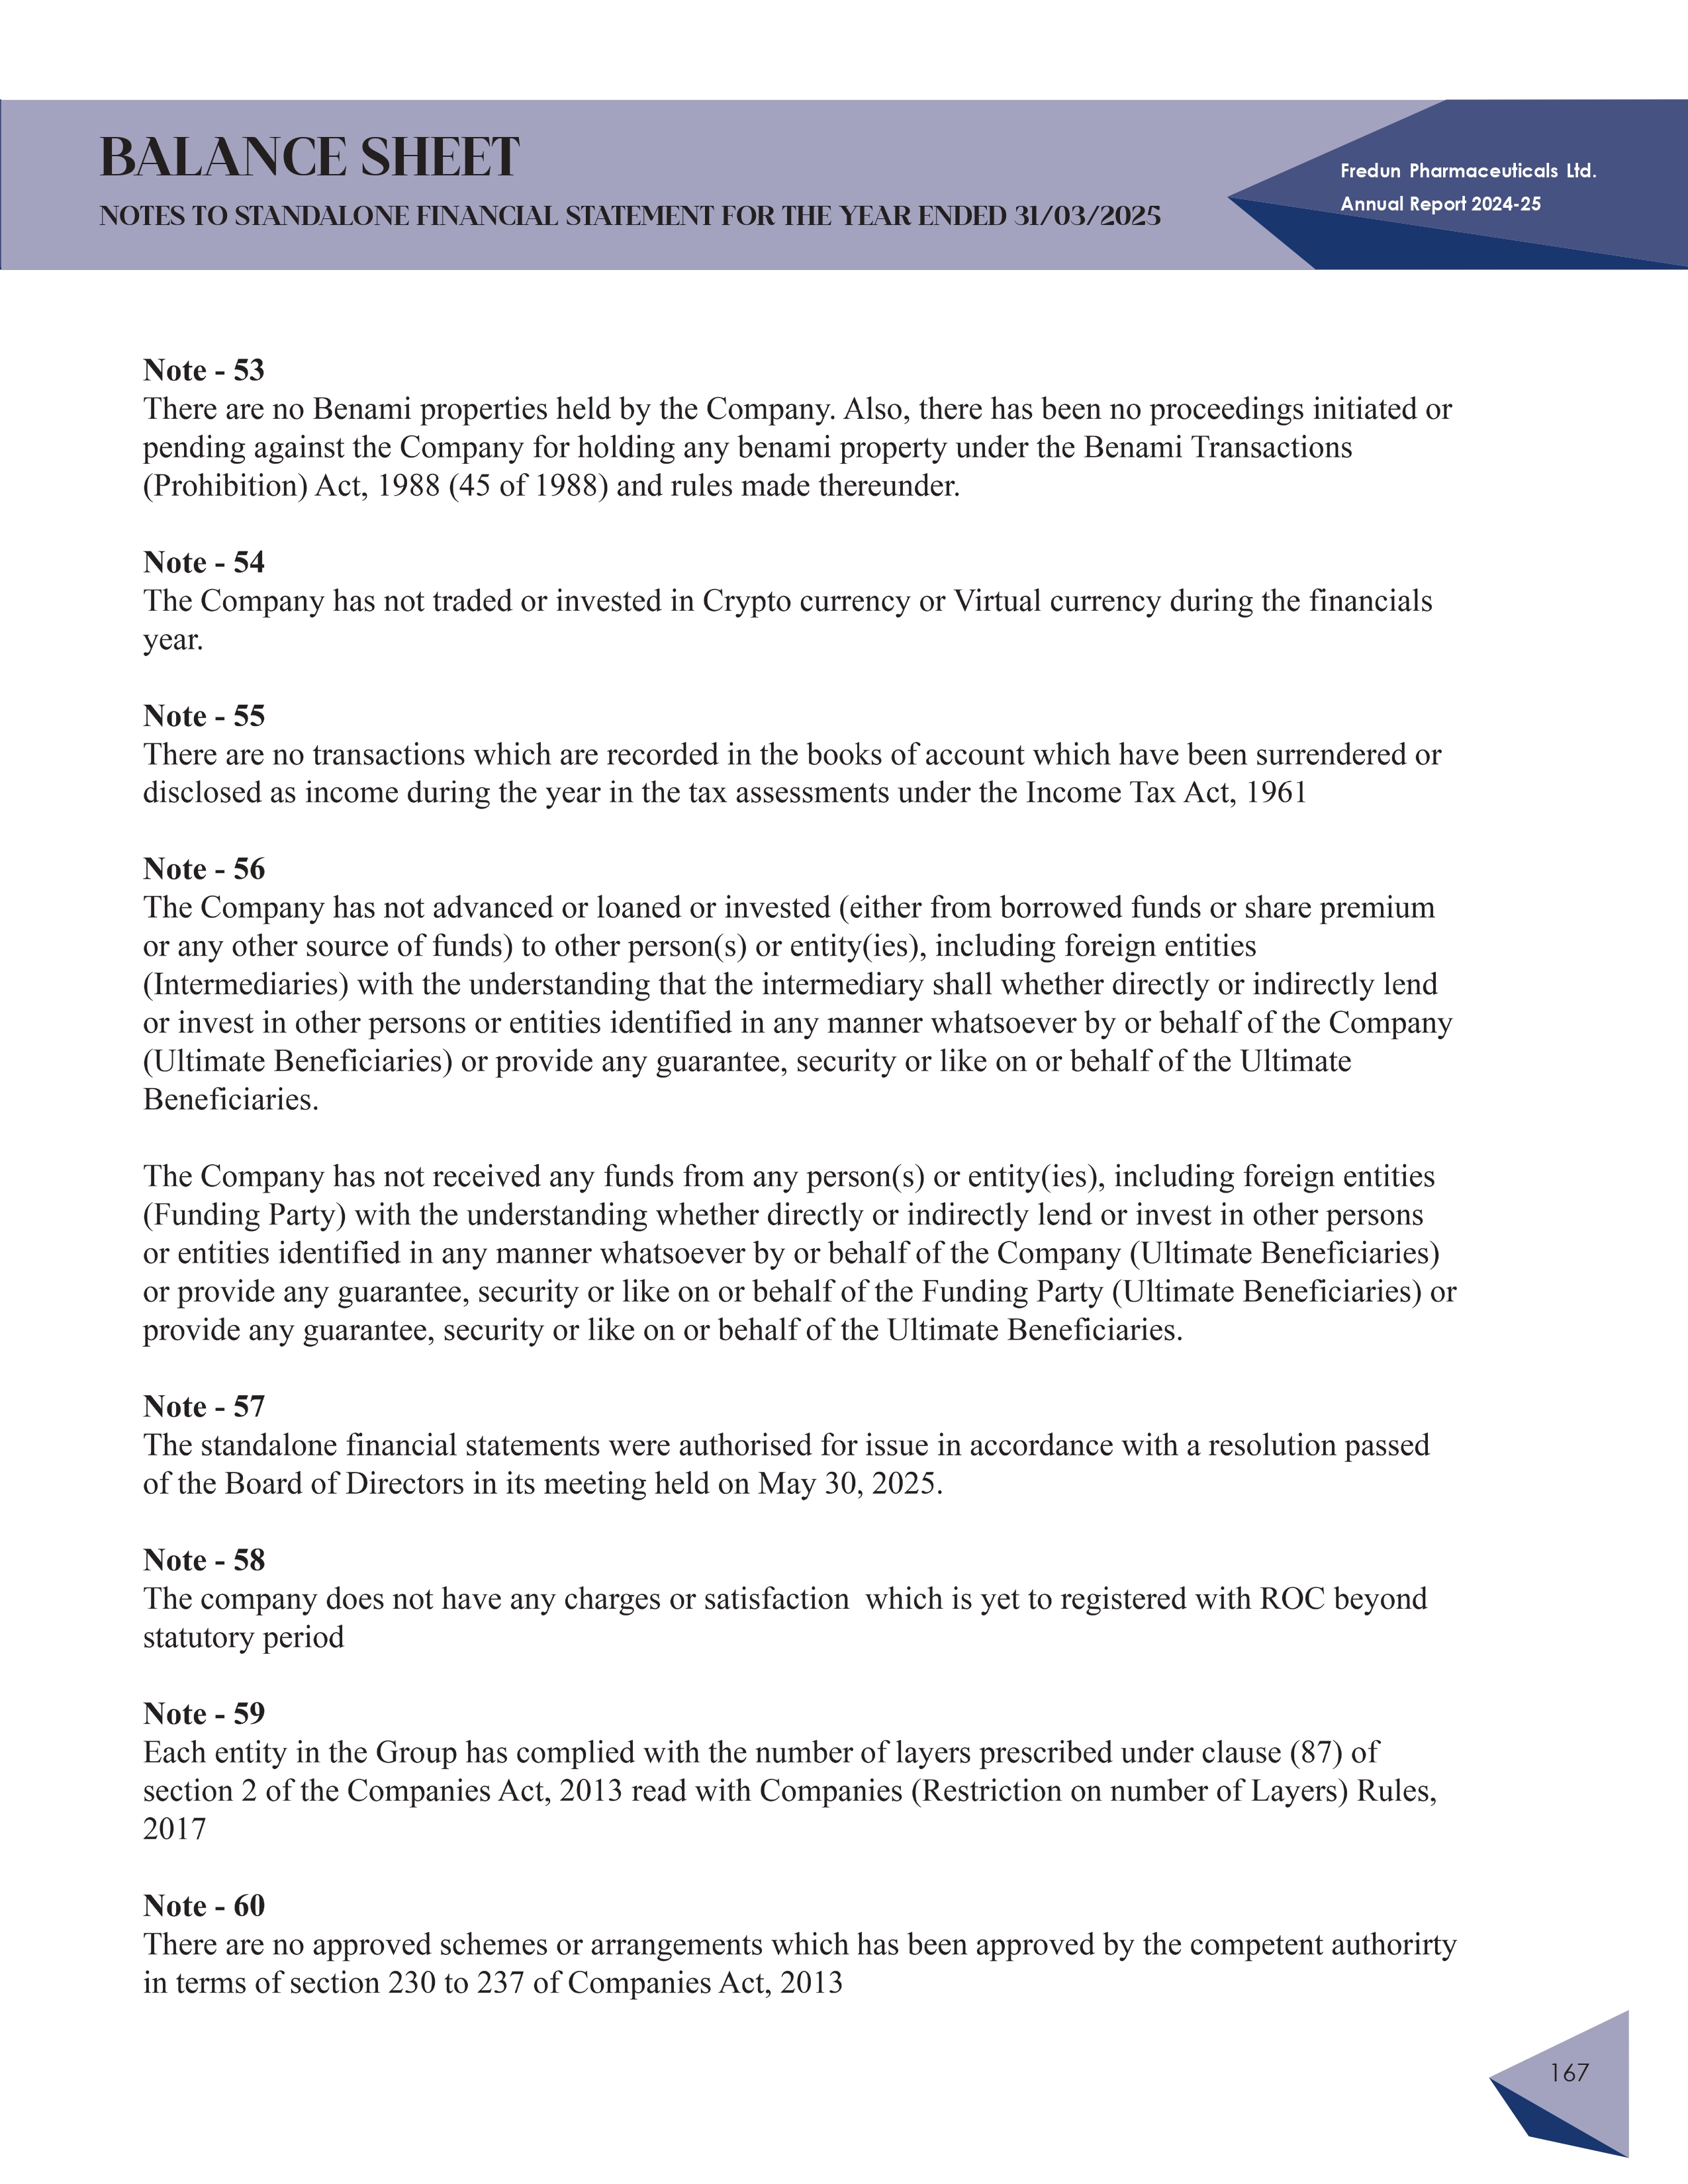 BALANCE SHEET
NOTES TO STANDALONE FINANCIAL STATEMENT FOR THE YEAR ENDED 31/03/2025
Fredun Pharmaceuticals Ltd.
Annual Report 2024-25
Note - 53
There are no Benami properties held by the Company. Also, there has been no proceedings initiated or
pending against the Company for holding any benami property under the Benami Transactions
(Prohibition) Act, 1988 (45 of 1988) and rules made thereunder.
Note - 54
The Company has not traded or invested in Crypto currency or Virtual currency during the financials
year.
Note - 55
There are no transactions which are recorded in the books of account which have been surrendered or
disclosed as income during the year in the tax assessments under the Income Tax Act, 1961
Note - 56
The Company has not advanced or loaned or invested (either from borrowed funds or share premium
or any other source of funds) to other person(s) or entity(ies), including foreign entities
(Intermediaries) with the understanding that the intermediary shall whether directly or indirectly lend
or invest in other persons or entities identified in any manner whatsoever by or behalf of the Company
(Ultimate Beneficiaries) or provide any guarantee, security or like on or behalf of the Ultimate
Beneficiaries.
The Company has not received any funds from any person(s) or entity(ies), including foreign entities
(Funding Party) with the understanding whether directly or indirectly lend or invest in other persons
or entities identified in any manner whatsoever by or behalf of the Company (Ultimate Beneficiaries)
or provide any guarantee, security or like on or behalf of the Funding Party (Ultimate Beneficiaries) or
provide any guarantee, security or like on or behalf of the Ultimate Beneficiaries.
Note - 57
The standalone financial statements were authorised for issue in accordance with a resolution passed
of the Board of Directors in its meeting held on May 30, 2025.
Note - 58
The company does not have any charges or satisfaction  which is yet to registered with ROC beyond
statutory period
Note - 59
Each entity in the Group has complied with the number of layers prescribed under clause (87) of
section 2 of the Companies Act, 2013 read with Companies (Restriction on number of Layers) Rules,
2017
Note - 60
There are no approved schemes or arrangements which has been approved by the competent authorirty
in terms of section 230 to 237 of Companies Act, 2013
167